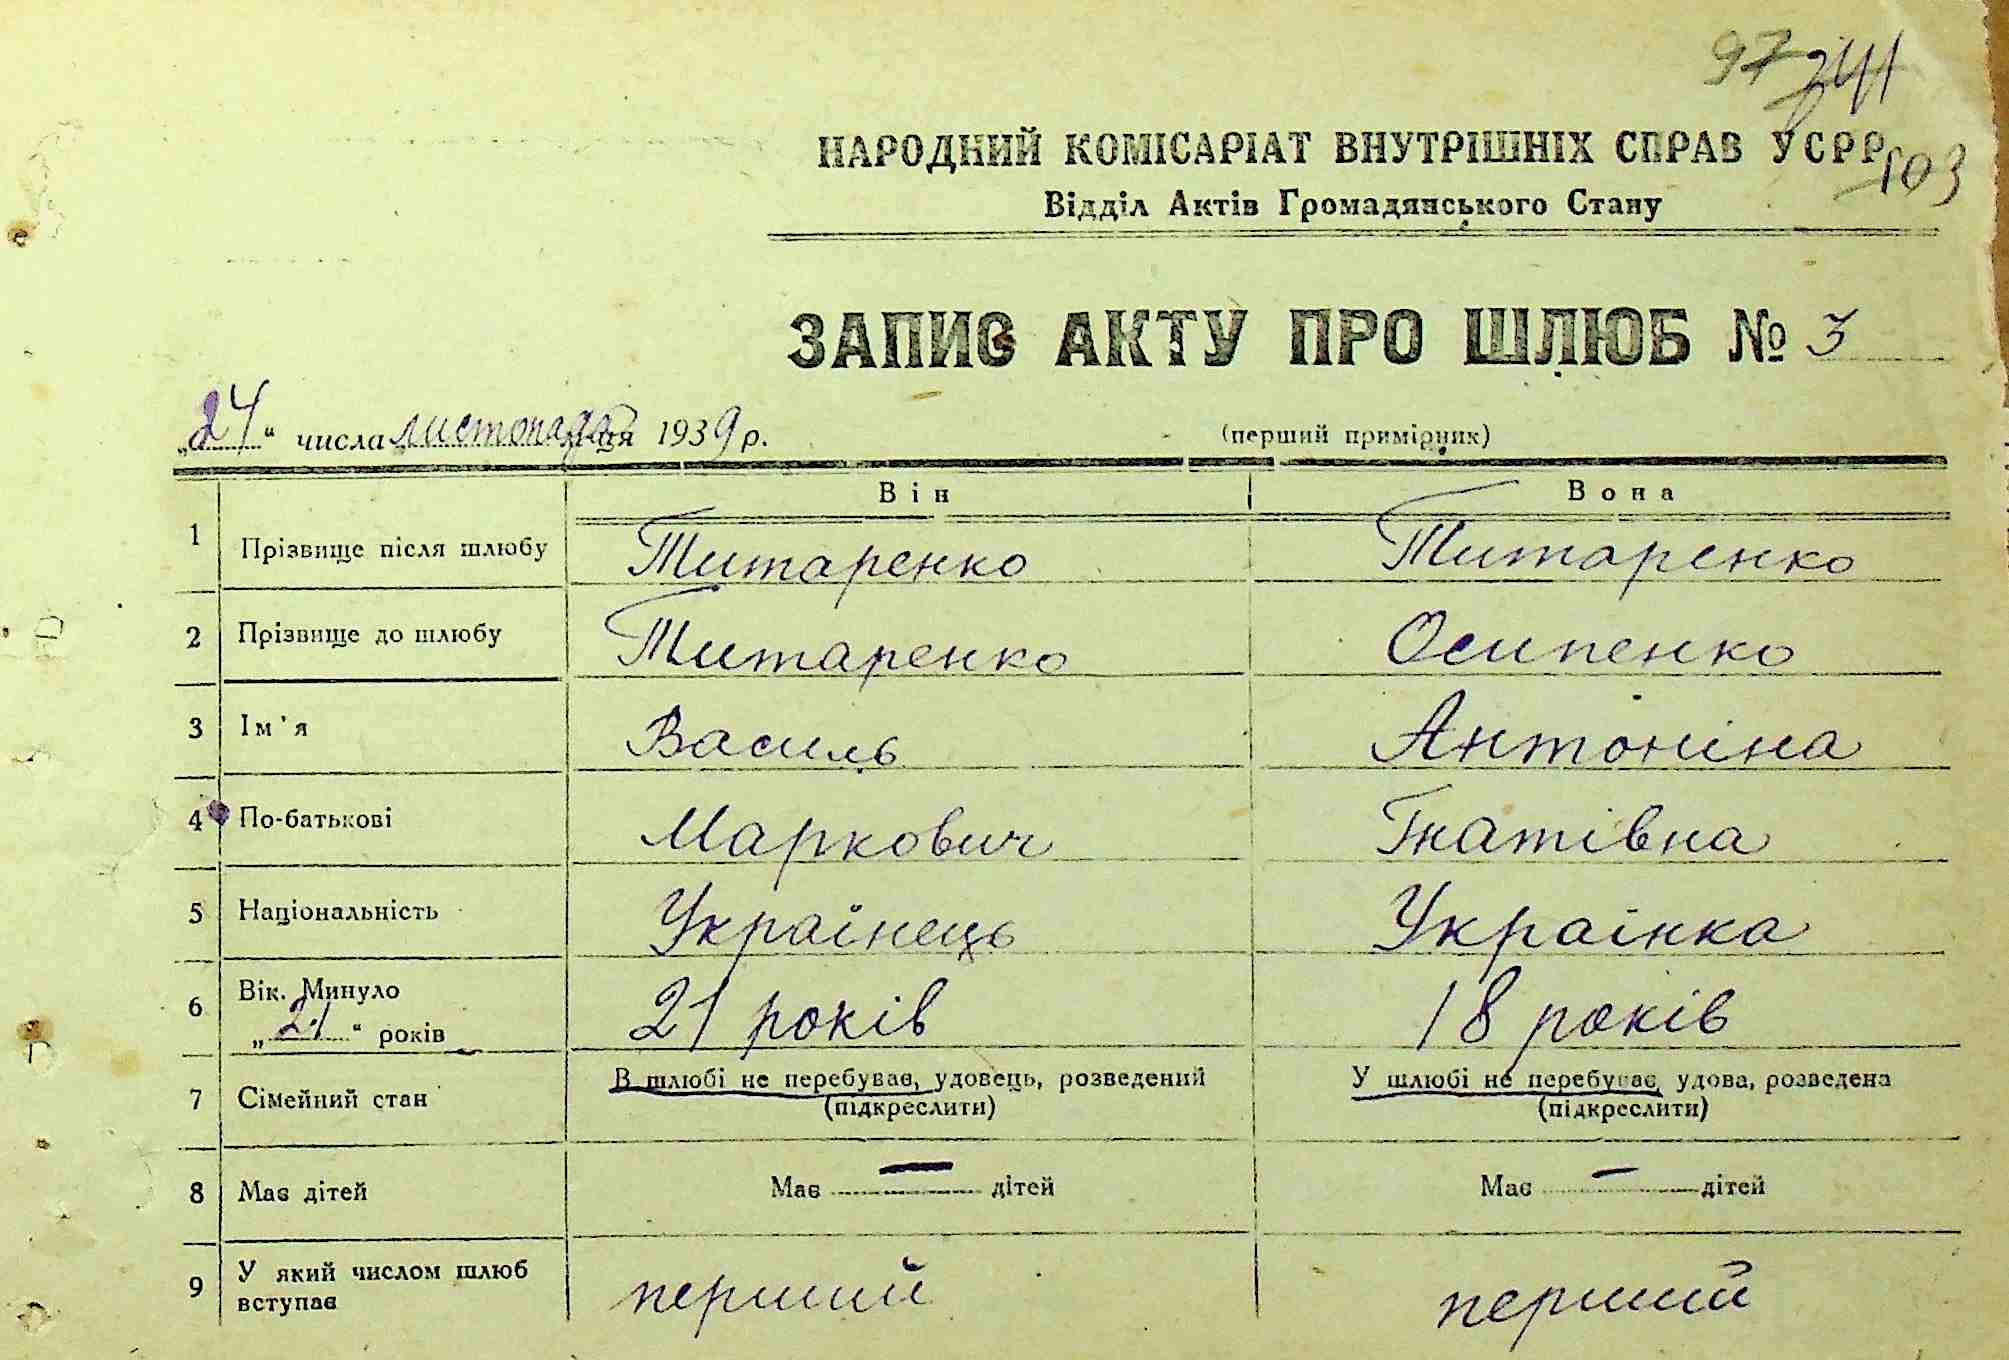 97 241
НАРОДНИЙ КОМІСАРІАТ ВНУТРІШНІХ СПРАВ УСРР
103
Відділ Актів Громадянського Стану
ЗАПИС АКТУ ПРО ШЛЮБ № 3
„24“ числа листопада м-ця 1939 р. (перший примірник)
Він Вона
1 Прізвище після шлюбу Титаренко Титаренко
2 Прізвище до шлюбу Титаренко Осипенко
3 Ім'я Василь Антоніна
4 По-батькові Маркович Гнатівна
5 Національність Українець Українка
6 Вік. Минуло „21“ років 21 років 18 років
7 Сімейний стан В шлюбі не перебуває, удовець, розведений (підкреслити) У шлюбі не перебуває, удова, розведена (підкреслити)
8 Має дітей Має — дітей Має — дітей
9 У який числом шлюб вступає перший перший